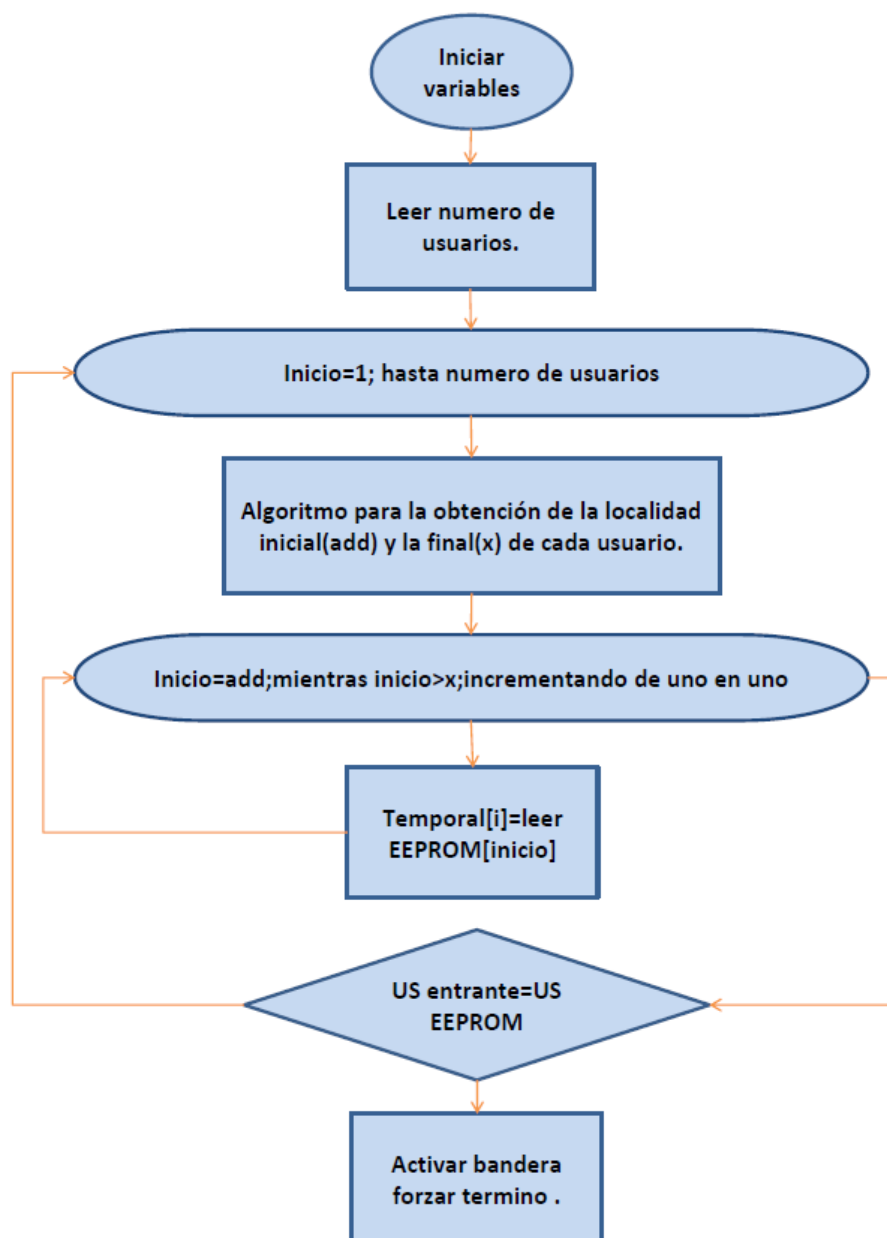 Iniciar
variables
Leer numero de
usuarios.
Inicio=1; hasta numero de usuarios
Algoritmo para la obtención de la localidad
inicial(add) y la final(x) de cada usuario.
Inicio=add;mientras inicio>x;incrementando de uno en uno
Temporal[i]=leer
EEPROM[inicio]
US entrante=US
EEPROM
Activar bandera
forzar termino .